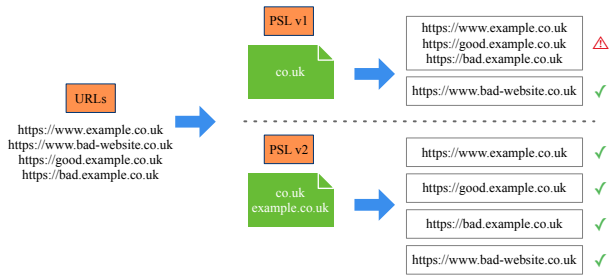 URLs
https://www.example.co.uk
https://www.bad-website.co.uk
https://good.example.co.uk
https://bad.example.co.uk
PSL v1
co.uk
https://www.example.co.uk
https://good.example.co.uk
https://bad.example.co.uk
https://www.bad-website.co.uk
PSL v2
co.uk
example.co.uk
https://www.example.co.uk
https://good.example.co.uk
https://bad.example.co.uk
https://www.bad-website.co.uk